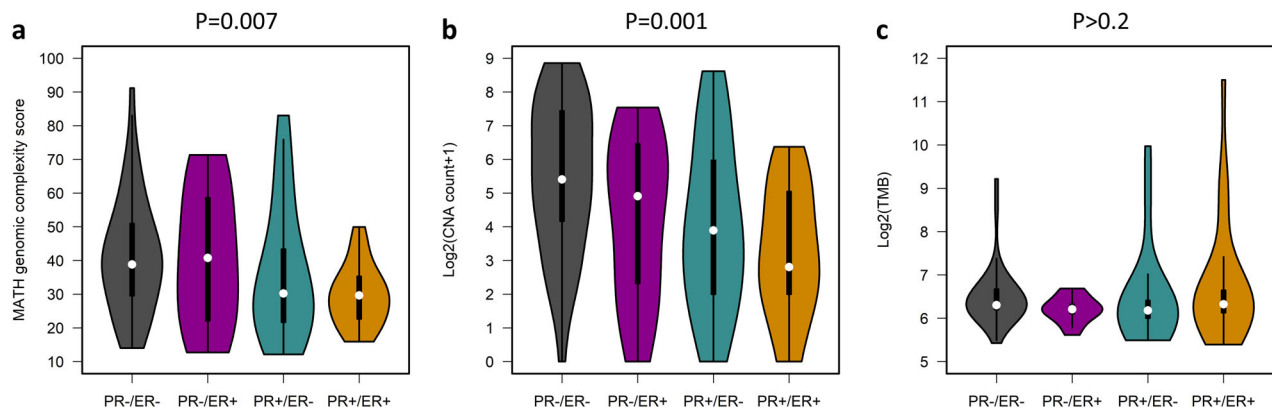 a
P=0.007
MATH genomic complexity score
100
90
80
70
60
50
40
30
20
10
PR-/ER-
PR-/ER+
PR+/ER-
PR+/ER+
b
P=0.001
Log2(CNA count+1)
9
8
7
6
5
4
3
2
1
0
PR-/ER-
PR-/ER+
PR+/ER-
PR+/ER+
c
P>0.2
Log2(TMB)
12
11
10
9
8
7
6
5
PR-/ER-
PR-/ER+
PR+/ER-
PR+/ER+